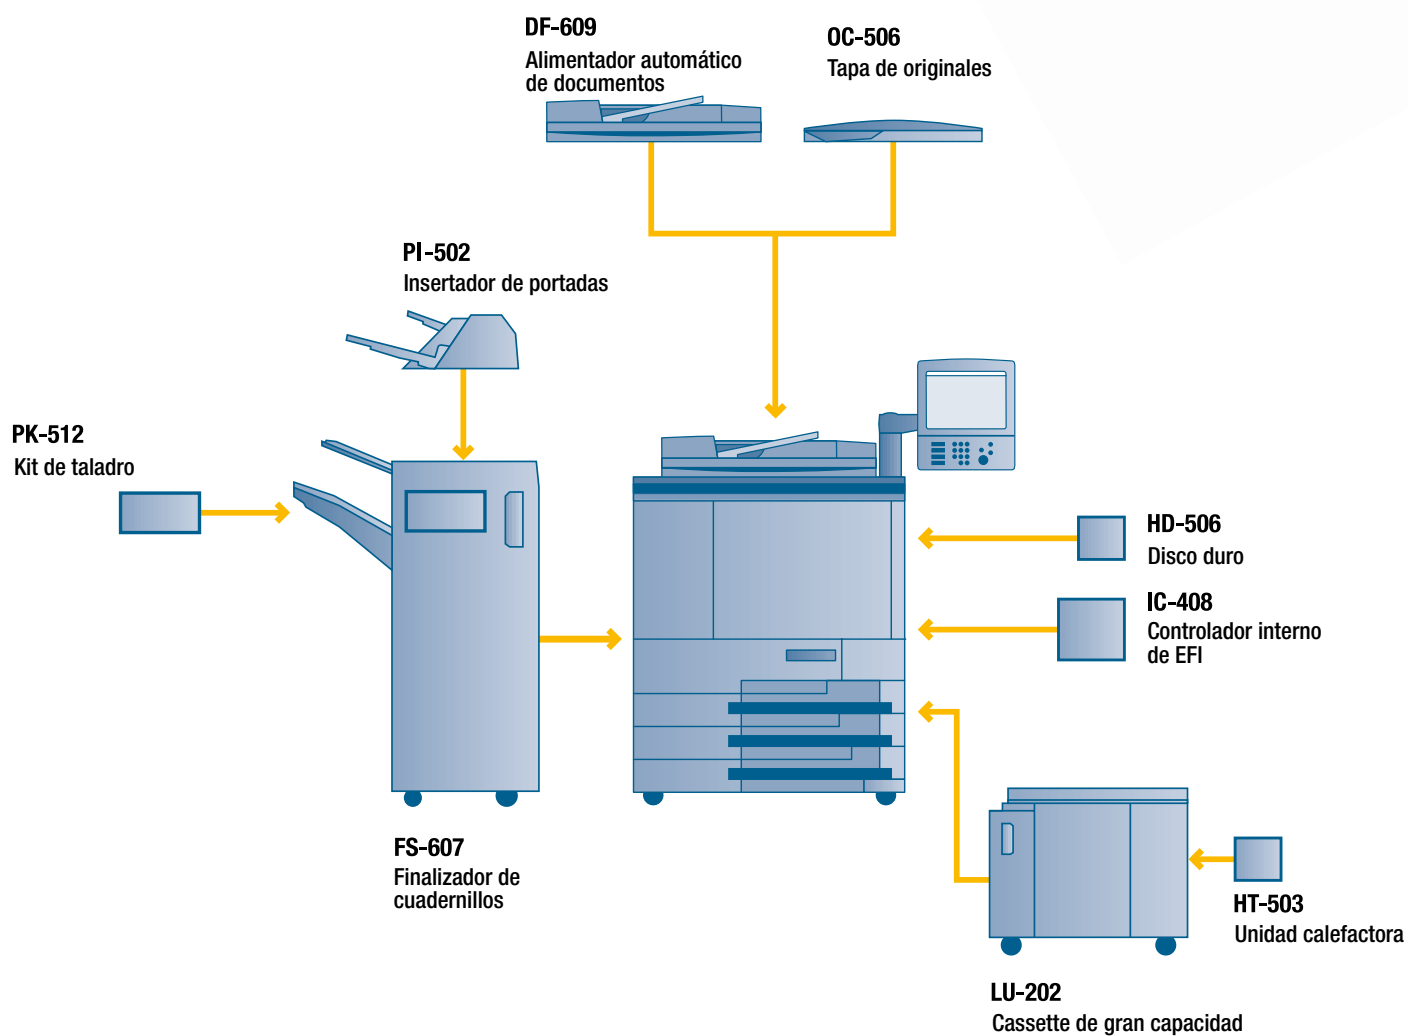 DF-609
Alimentador automático
de documentos
OC-506
Tapa de originales
PI-502
Insertador de portadas
PK-512
Kit de taladro
HD-506
Disco duro
IC-408
Controlador interno
de EFI
FS-607
Finalizador de
cuadernillos
HT-503
Unidad calefactora
LU-202
Cassette de gran capacidad